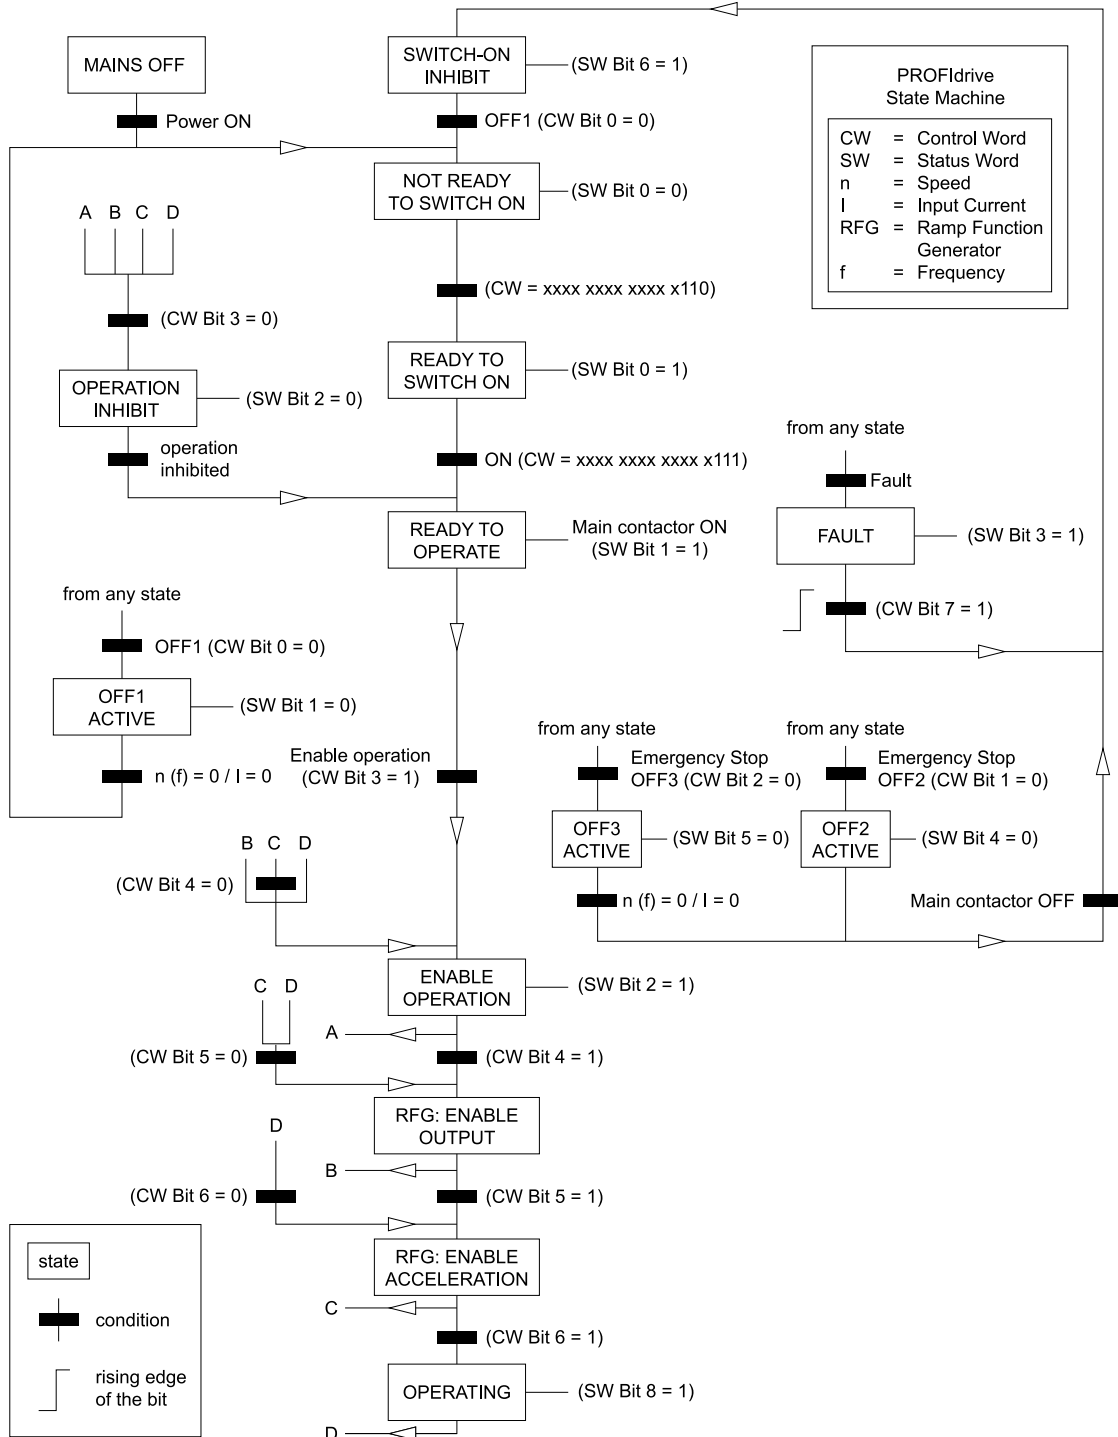 MAINS OFF
Power ON
SWITCH-ON
INHIBIT
(SW Bit 6 = 1)
OFF1 (CW Bit 0 = 0)
PROFIdrive
State Machine
CW = Control Word
SW = Status Word
n = Speed
I = Input Current
RFG = Ramp Function
Generator
f = Frequency
NOT READY
TO SWITCH ON
(SW Bit 0 = 0)
A B C D
(CW Bit 3 = 0)
(CW = xxxx xxxx xxxx x110)
OPERATION
INHIBIT
(SW Bit 2 = 0)
operation
inhibited
READY TO
SWITCH ON
(SW Bit 0 = 1)
ON (CW = xxxx xxxx xxxx x111)
READY TO
OPERATE
Main contactor ON
(SW Bit 1 = 1)
from any state
Fault
FAULT
(SW Bit 3 = 1)
(CW Bit 7 = 1)
from any state
OFF1 (CW Bit 0 = 0)
OFF1
ACTIVE
(SW Bit 1 = 0)
n (f) = 0 / I = 0
Enable operation
(CW Bit 3 = 1)
from any state
Emergency Stop
OFF3 (CW Bit 2 = 0)
OFF3
ACTIVE
(SW Bit 5 = 0)
n (f) = 0 / I = 0
from any state
Emergency Stop
OFF2 (CW Bit 1 = 0)
OFF2
ACTIVE
(SW Bit 4 = 0)
Main contactor OFF
B C D
(CW Bit 4 = 0)
ENABLE
OPERATION
(SW Bit 2 = 1)
C D
A
(CW Bit 5 = 0)
(CW Bit 4 = 1)
RFG: ENABLE
OUTPUT
D
B
(CW Bit 6 = 0)
(CW Bit 5 = 1)
RFG: ENABLE
ACCELERATION
C
(CW Bit 6 = 1)
OPERATING
(SW Bit 8 = 1)
D
state
condition
rising edge
of the bit